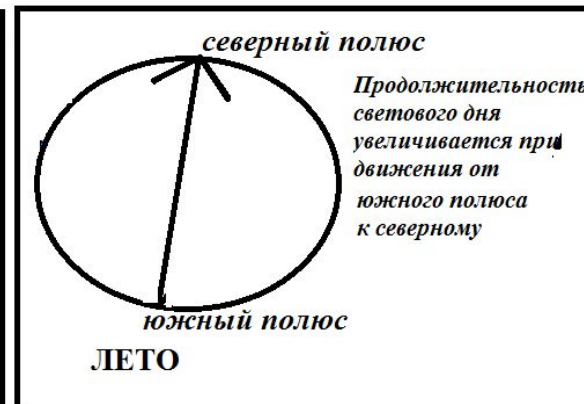 северный полюс
Продолжительность
светового дня
увеличивается при
движения от
южного полюса
к северному
южный полюс
ЛЕТО